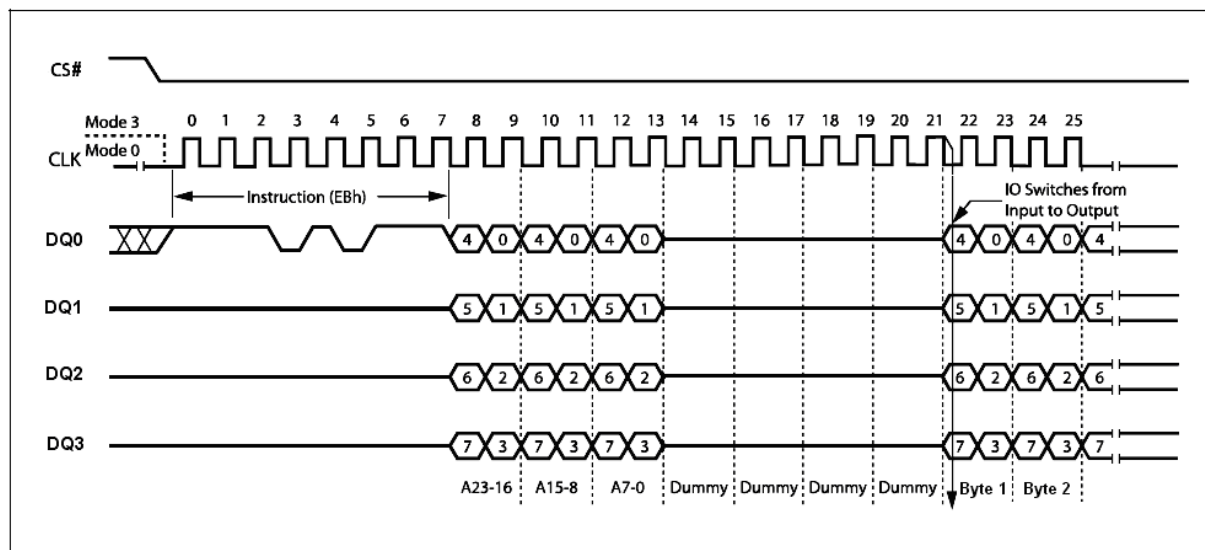 CS#
Mode 3
0 1 2 3 4 5 6 7 8 9 10 11 12 13 14 15 16 17 18 19 20 21 22 23 24 25
CLK Mode 0
Instruction (EBh)
IO Switches from
Input to Output
DQ0 4 0 4 0 4 0 4 0 4 0 4
DQ1 5 1 5 1 5 1 5 1 5 1 5
DQ2 6 2 6 2 6 2 6 2 6 2 6
DQ3 7 3 7 3 7 3 7 3 7 3 7
A23-16 A15-8 A7-0 Dummy Dummy Dummy Dummy Byte 1 Byte 2